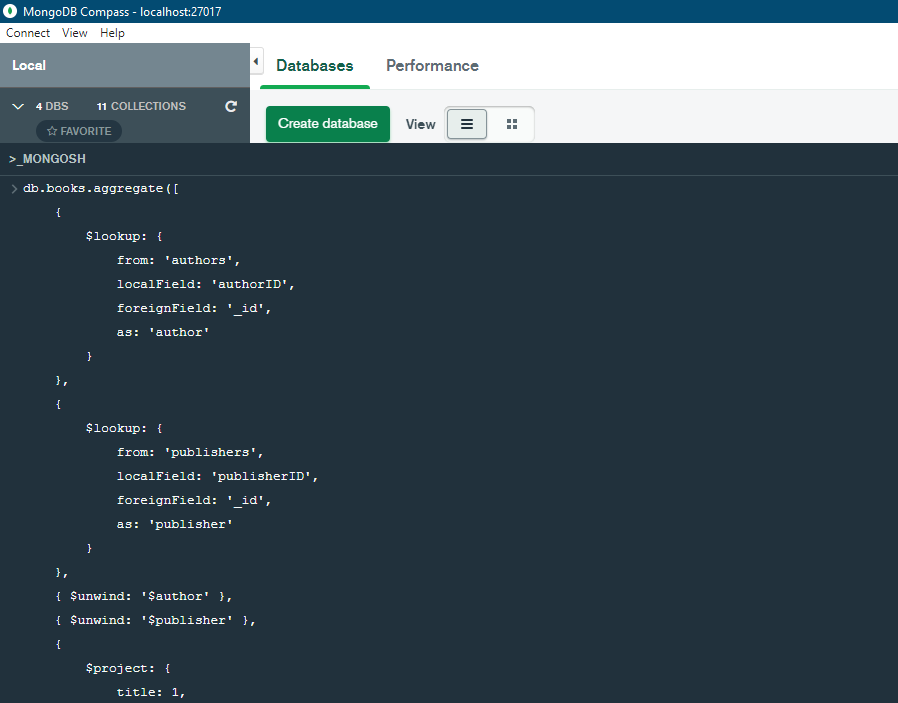 MongoDB Compass - localhost:27017
Connect View Help
Local
Databases Performance
4 DBS 11 COLLECTIONS
FAVORITE
Create database View
>_MONGOSH
> db.books.aggregate([
{
$lookup: {
from: 'authors',
localField: 'authorID',
foreignField: '_id',
as: 'author'
}
},
{
$lookup: {
from: 'publishers',
localField: 'publisherID',
foreignField: '_id',
as: 'publisher'
}
},
{ $unwind: '$author' },
{ $unwind: '$publisher' },
{
$project: {
title: 1,